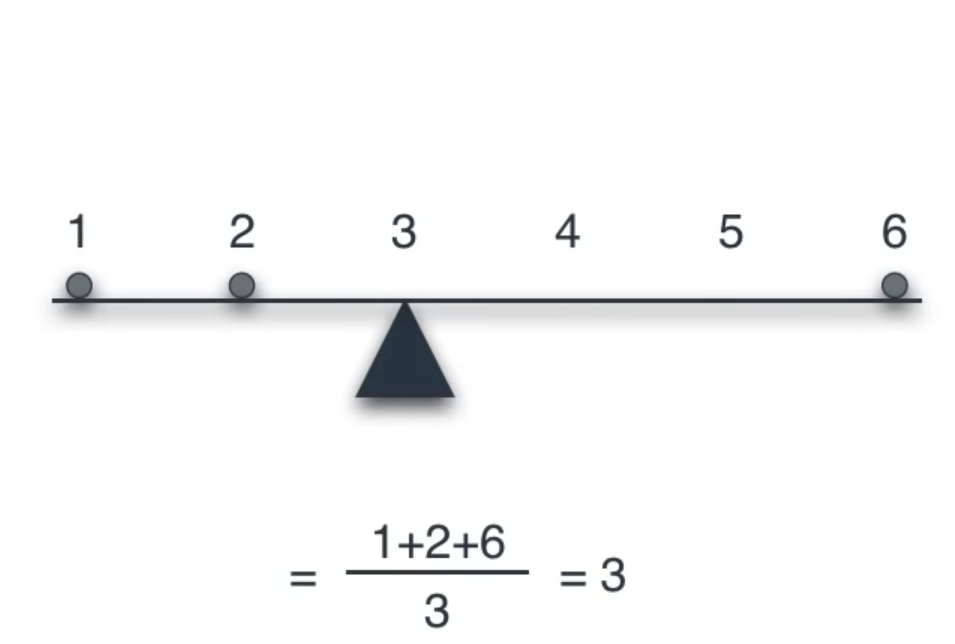 1 2 3 4 5 6
= 1+2+6 / 3 = 3